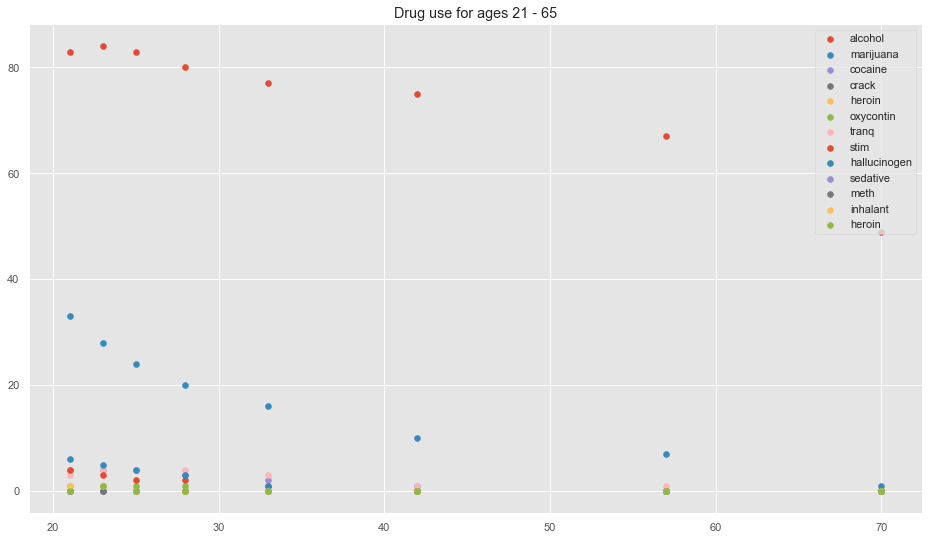 Drug use for ages 21 - 65
alcohol
marijuana
cocaine
crack
heroin
oxycontin
tranq
stim
hallucinogen
sedative
meth
inhalant
heroin
80
60
40
20
0
20 30 40 50 60 70